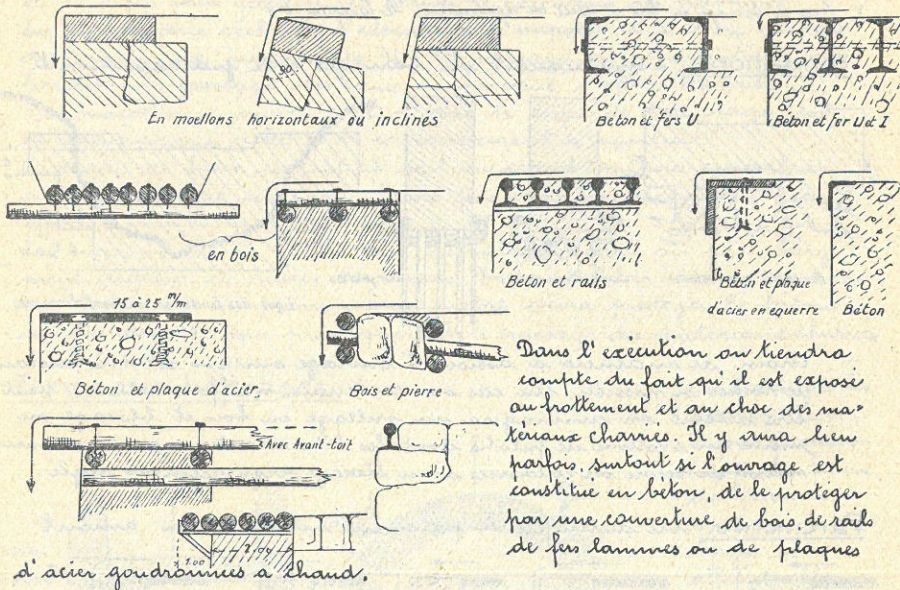 En moellons horizontaux ou inclinés
Béton et fers U
Béton et fer U et I
en bois
Béton et rails
Béton et plaque
d'acier en equerre
Béton
15 à 25 m/m
Béton et plaque d'acier
Bois et pierre
Avec Avant-toit
1.00
2.00
Dans l'exécution on tiendra
compte du fait qu'il est exposé
au frottement et au choc des ma-
tériaux charriés. Il y aura lieu
parfois, surtout si l'ouvrage est
constitué en béton, de le protéger
par une couverture de bois, de rails
de fers lammes ou de plaques
d'acier goudronnées à chaud.